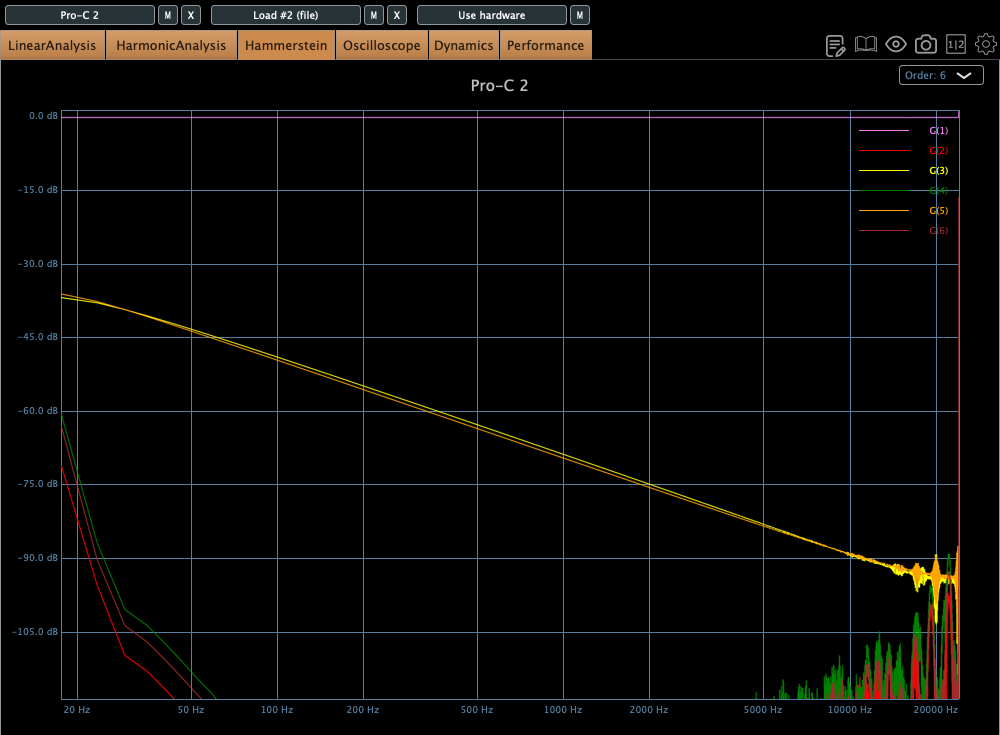 Pro-C 2 M X Load #2 (file) M X Use hardware M
LinearAnalysis HarmonicAnalysis Hammerstein Oscilloscope Dynamics Performance 1|2
Order: 6
Pro-C 2
0.0 dB
-15.0 dB
-30.0 dB
-45.0 dB
-60.0 dB
-75.0 dB
-90.0 dB
-105.0 dB
G(1)
G(2)
G(3)
G(4)
G(5)
G(6)
20 Hz 50 Hz 100 Hz 200 Hz 500 Hz 1000 Hz 2000 Hz 5000 Hz 10000 Hz 20000 Hz